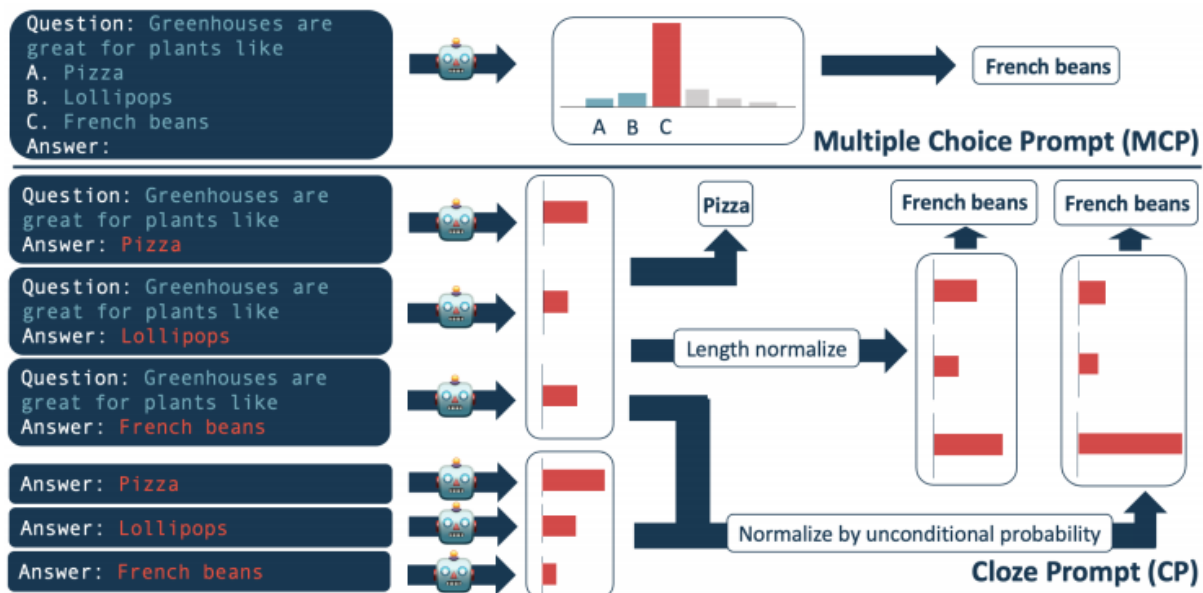 Question: Greenhouses are
great for plants like
A. Pizza
B. Lollipops
C. French beans
Answer:
A B C
French beans
Multiple Choice Prompt (MCP)
Question: Greenhouses are
great for plants like
Answer: Pizza
Question: Greenhouses are
great for plants like
Answer: Lollipops
Question: Greenhouses are
great for plants like
Answer: French beans
Answer: Pizza
Answer: Lollipops
Answer: French beans
Pizza
French beans
French beans
Length normalize
Normalize by unconditional probability
Cloze Prompt (CP)